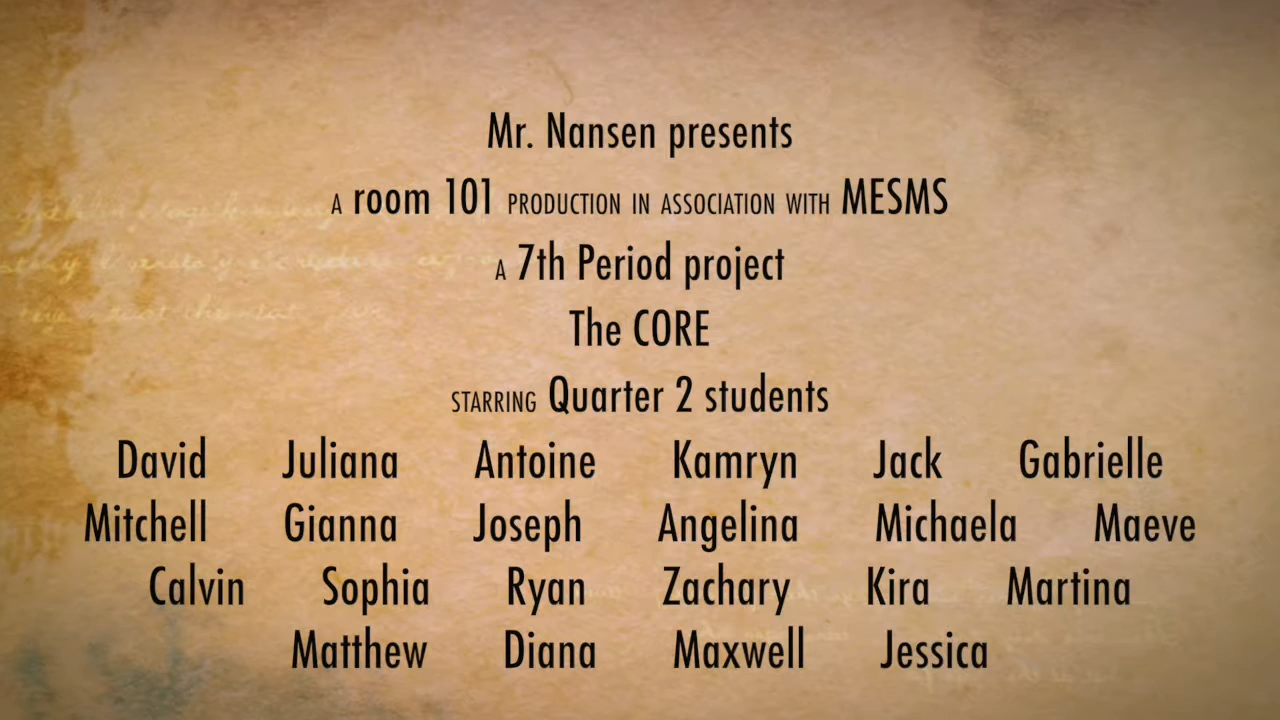 Mr. Nansen presents
A room 101 PRODUCTION IN ASSOCIATION WITH MESMS
A 7th Period project
The CORE
STARRING Quarter 2 students
David Juliana Antoine Kamryn Jack Gabrielle
Mitchell Gianna Joseph Angelina Michaela Maeve
Calvin Sophia Ryan Zachary Kira Martina
Matthew Diana Maxwell Jessica